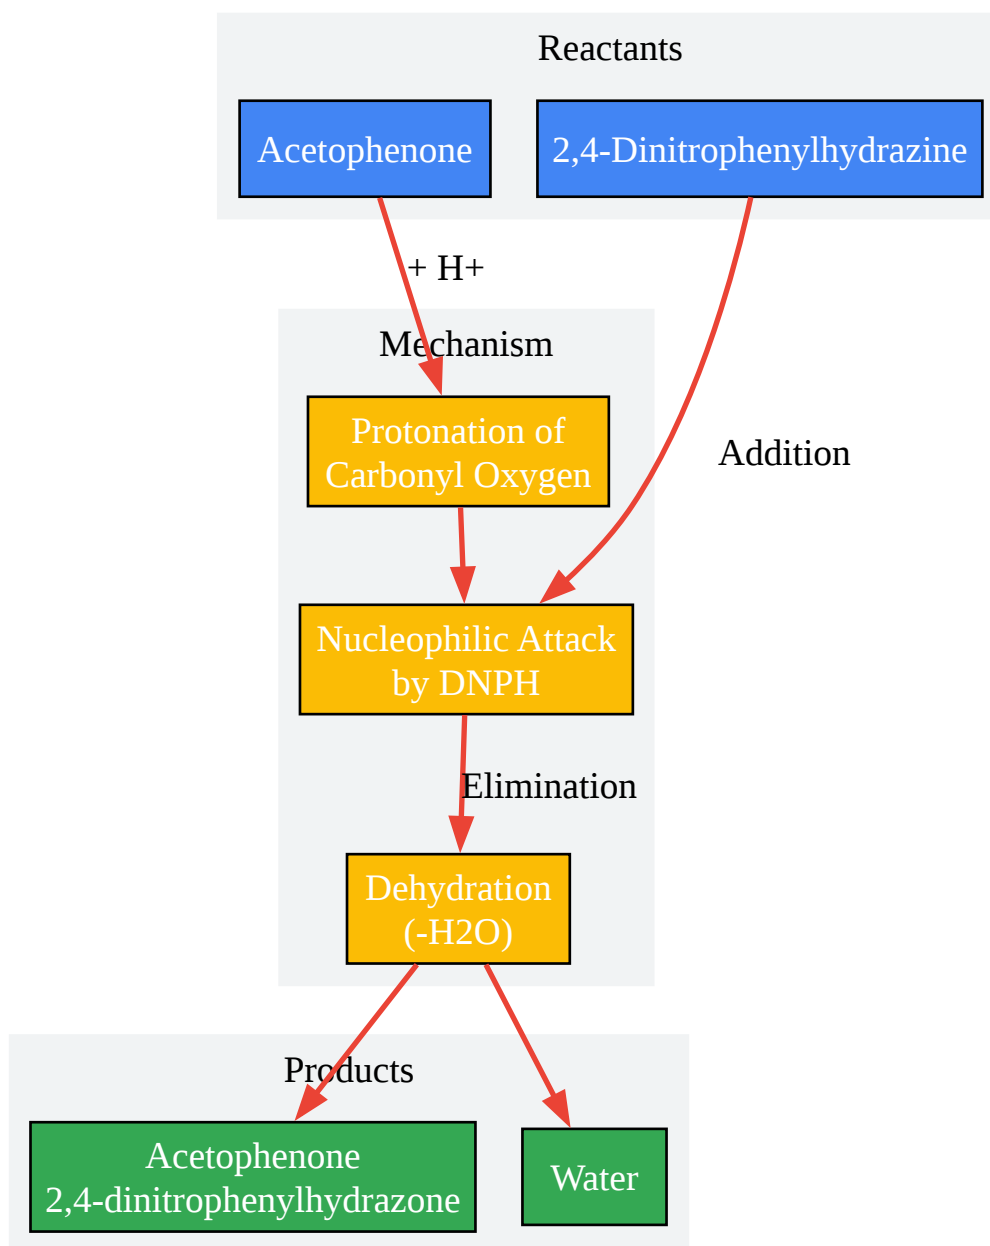 Reactants
Acetophenone
2,4-Dinitrophenylhydrazine
+ H+
Mechanism
Protonation of
Carbonyl Oxygen
Addition
Nucleophilic Attack
by DNPH
Elimination
Dehydration
(-H2O)
Products
Acetophenone
2,4-dinitrophenylhydrazone
Water